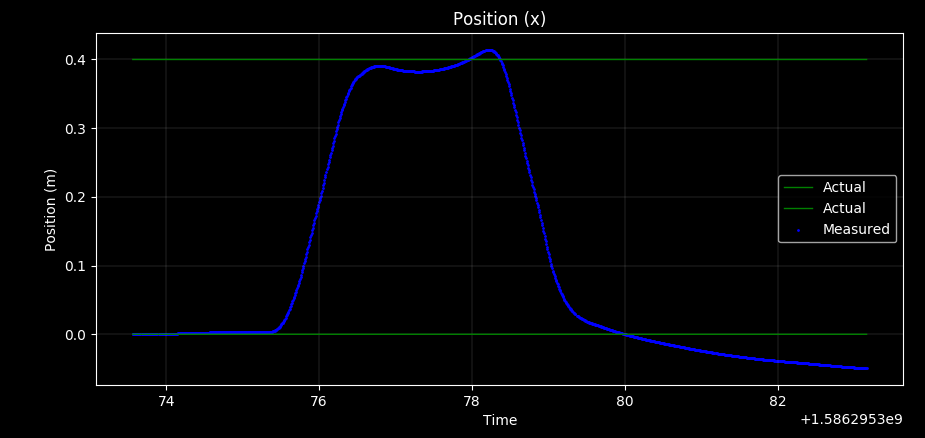 Position (x)
0.4
0.3
0.2
0.1
0.0
Position (m)
Actual
Actual
Measured
74
76
78
80
82
Time
+1.5862953e9